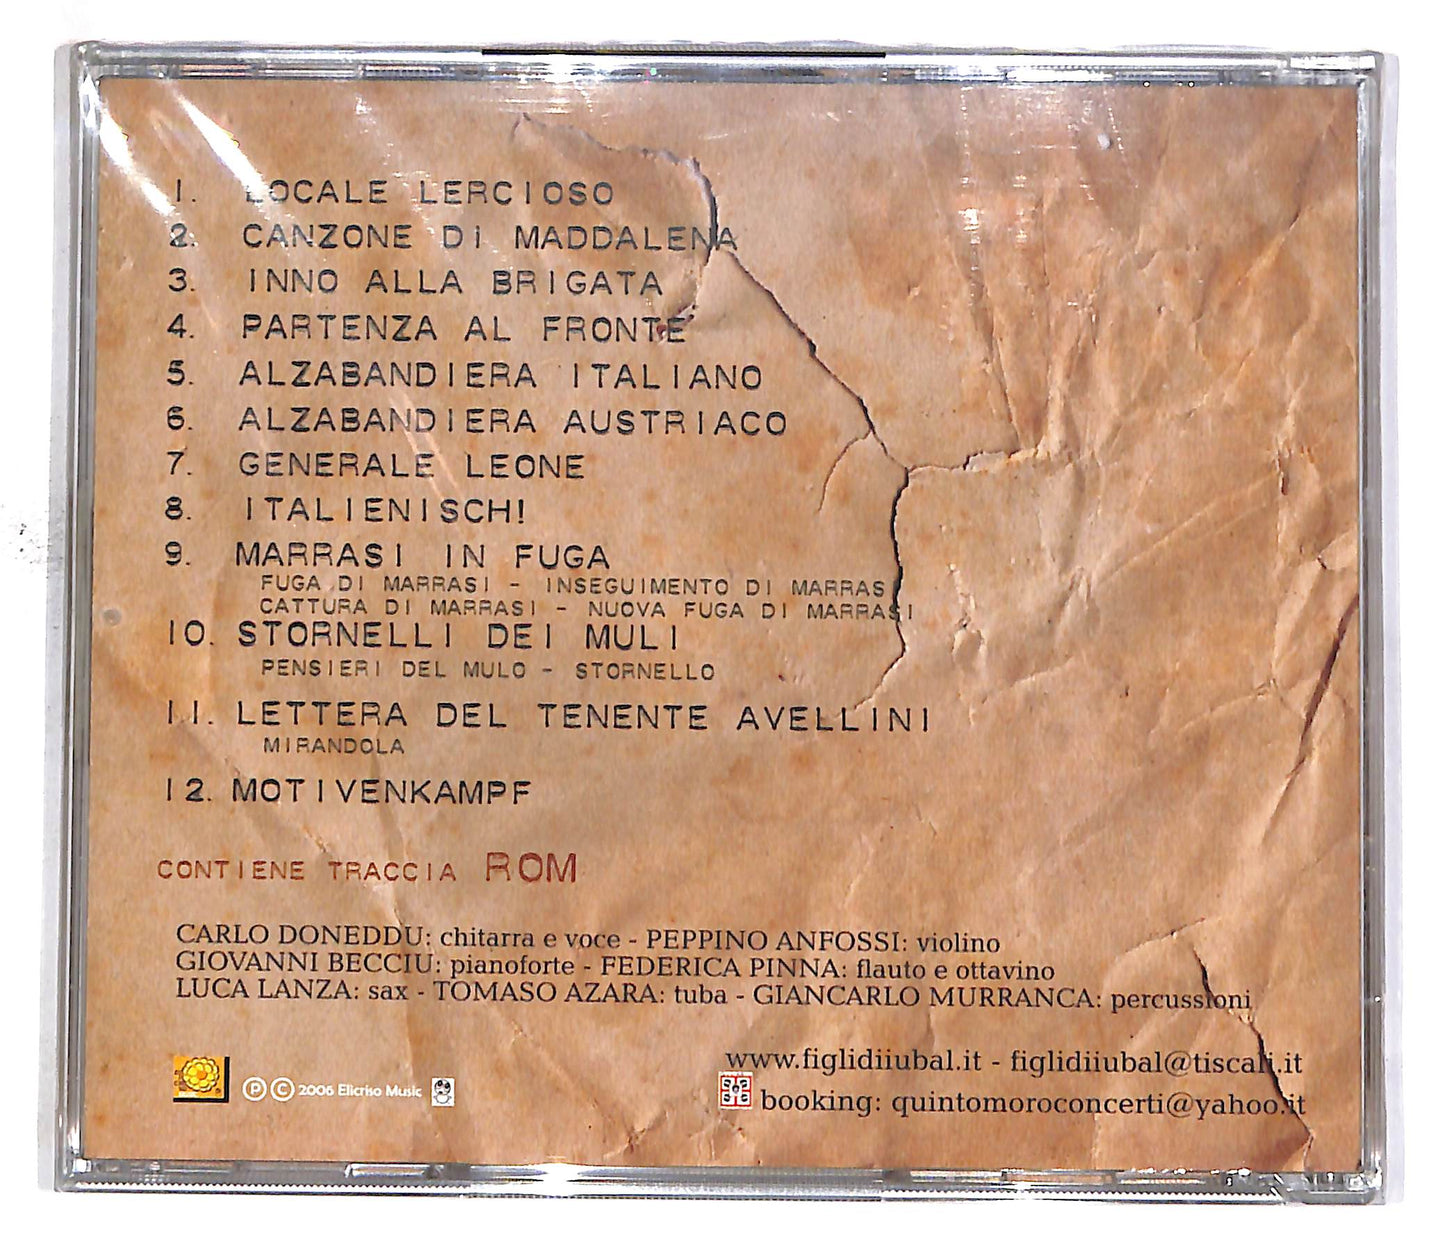 1. LOCALE LERCIOSO
2. CANZONE DI MADDALENA
3. INNO ALLA BRIGATA
4. PARTENZA AL FRONTE
5. ALZABANDIERA ITALIANO
6. ALZABANDIERA AUSTRIACO
7. GENERALE LEONE
8. ITALIENISCH!
9. MARRASI IN FUGA
FUGA DI MARRASI - INSEGUIMENTO DI MARRASI
CATTURA DI MARRASI - NUOVA FUGA DI MARRASI
10. STORNELLI DEI MULI
PENSIERI DEL MULO - STORNELLO
11. LETTERA DEL TENENTE AVELLINI
MIRANDOLA
12. MOTIVENKAMPF
CONTIENE TRACCIA ROM
CARLO DONEDDU: chitarra e voce - PEPPINO ANFOSSI: violino
GIOVANNI BECCIU: pianoforte - FEDERICA PINNA: flauto e ottavino
LUCA LANZA: sax - TOMASO AZARA: tuba - GIANCARLO MURRANCA: percussioni
www.figlidiiubal.it - figlidiiubal@tiscali.it
℗ © 2006 Elicriso Music
booking: quintomoroconcerti@yahoo.it